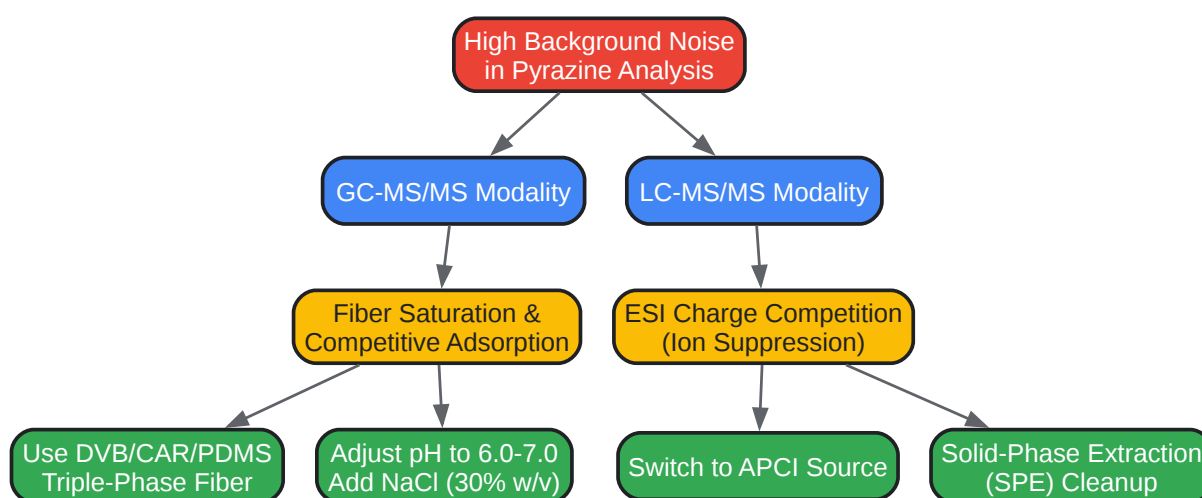 High Background Noise
in Pyrazine Analysis
GC-MS/MS Modality
LC-MS/MS Modality
Fiber Saturation &
Competitive Adsorption
ESI Charge Competition
(Ion Suppression)
Use DVB/CAR/PDMS
Triple-Phase Fiber
Adjust pH to 6.0-7.0
Add NaCl (30% w/v)
Switch to APCI Source
Solid-Phase Extraction
(SPE) Cleanup